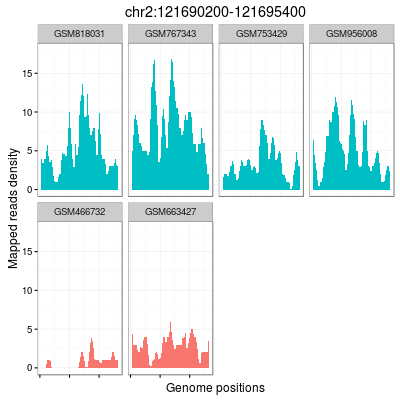 chr2:121690200-121695400
GSM818031 GSM767343 GSM753429 GSM956008
15
10
5
0
GSM466732 GSM663427
15
10
5
0
Mapped reads density
Genome positions